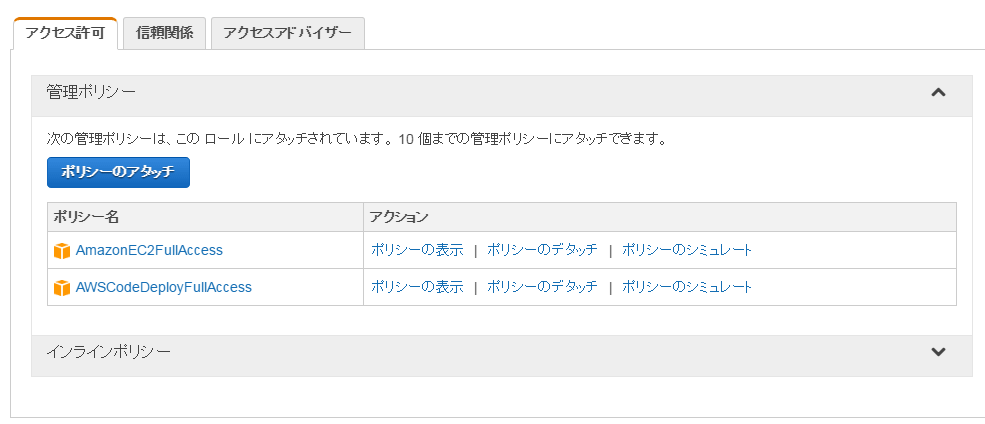 アクセス許可 信頼関係 アクセスアドバイザー
管理ポリシー
次の管理ポリシーは、この ロール にアタッチされています。10 個までの管理ポリシーにアタッチできます。
ポリシーのアタッチ
ポリシー名 アクション
AmazonEC2FullAccess ポリシーの表示 | ポリシーのデタッチ | ポリシーのシミュレート
AWSCodeDeployFullAccess ポリシーの表示 | ポリシーのデタッチ | ポリシーのシミュレート
インラインポリシー